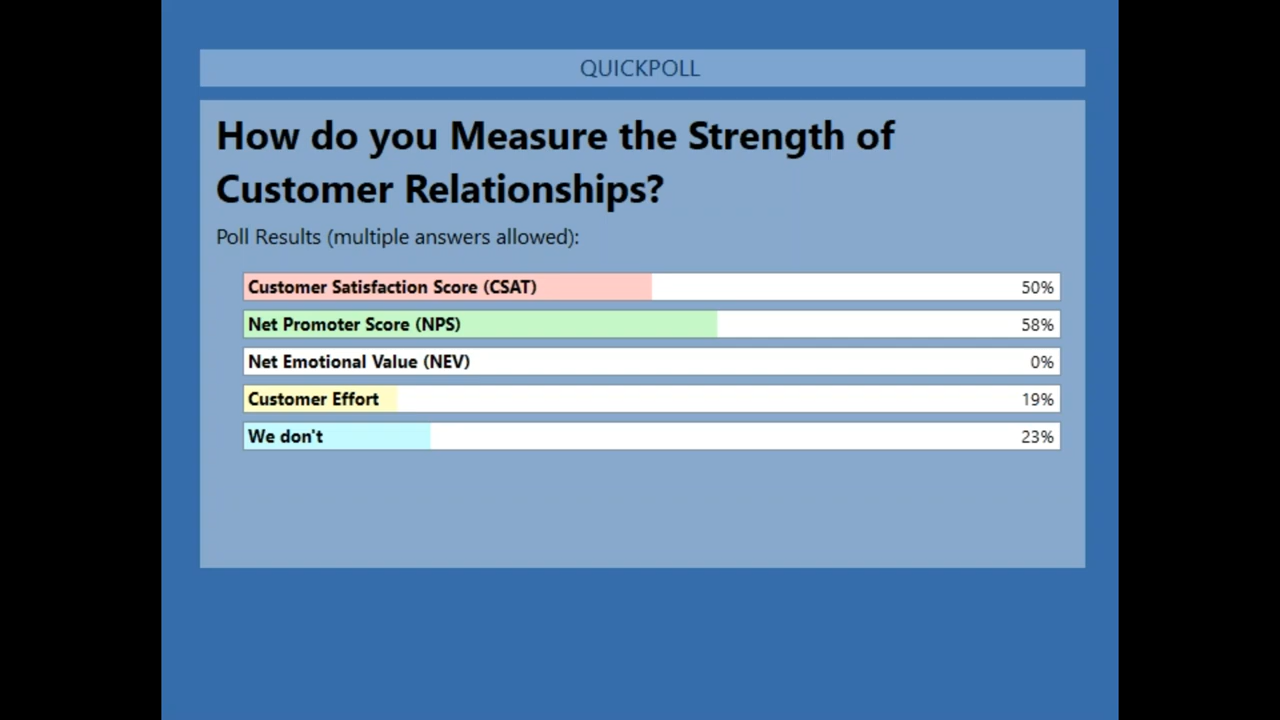 QUICKPOLL
How do you Measure the Strength of
Customer Relationships?
Poll Results (multiple answers allowed):
Customer Satisfaction Score (CSAT) 50%
Net Promoter Score (NPS) 58%
Net Emotional Value (NEV) 0%
Customer Effort 19%
We don't 23%